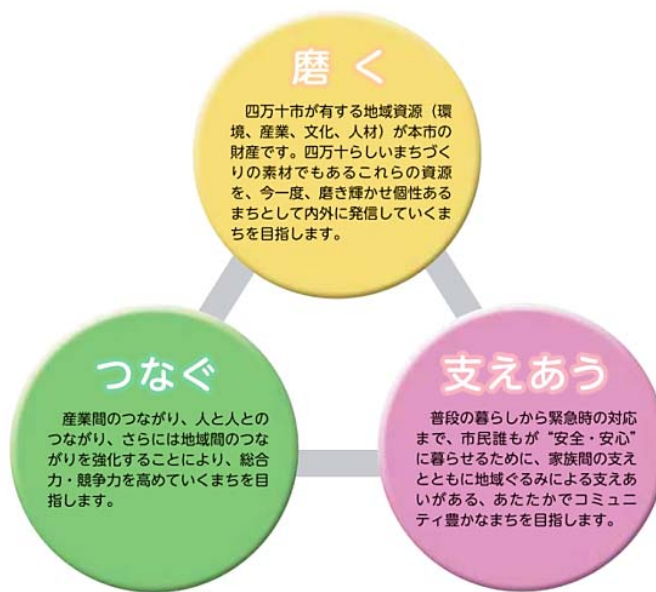 磨く
四万十市が有する地域資源（環
境、産業、文化、人材）が本市の
財産です。四万十らしいまちづく
りの素材でもあるこれらの資源
を、今一度、磨き輝かせ個性ある
まちとして内外に発信していくま
ちを目指します。
つなぐ
産業間のつながり、人と人との
つながり、さらには地域間のつな
がりを強化することにより、総合
力・競争力を高めていくまちを目
指します。
支えあう
普段の暮らしから緊急時の対応
まで、市民誰もが“安全・安心”
に暮らせるために、家族間の支え
とともに地域ぐるみによる支えあ
いがある、あたたかでコミュニ
ティ豊かなまちを目指します。